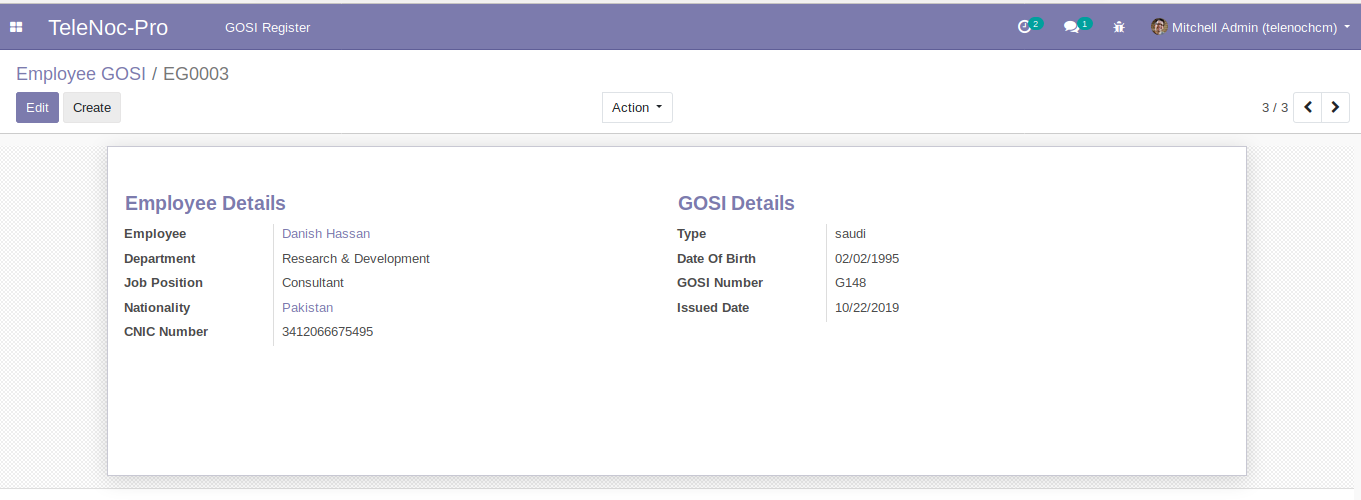 TeleNoc-Pro GOSI Register 2 1 Mitchell Admin (telenochcm)
Employee GOSI / EG0003
Edit Create Action 3 / 3
Employee Details GOSI Details
Employee Danish Hassan Type saudi
Department Research & Development Date Of Birth 02/02/1995
Job Position Consultant GOSI Number G148
Nationality Pakistan Issued Date 10/22/2019
CNIC Number 3412066675495